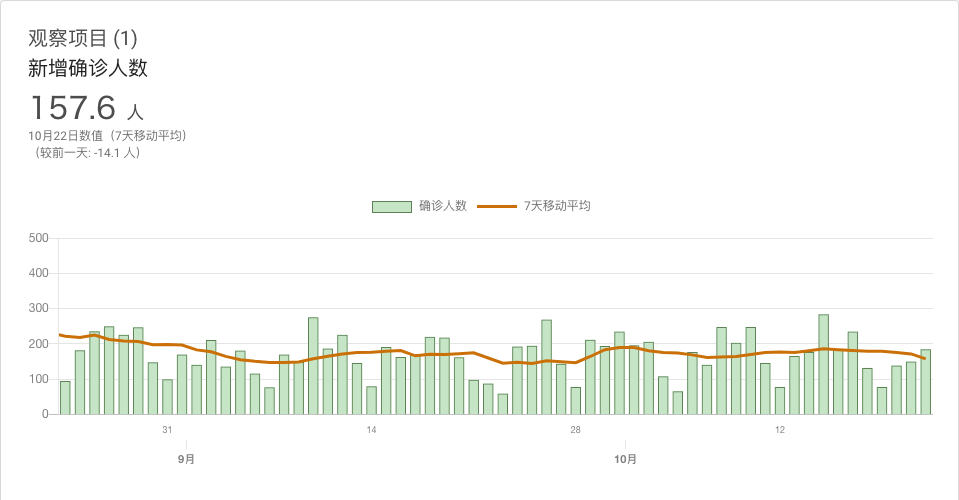 观察项目 (1)
新增确诊人数
157.6 人
10月22日数值（7天移动平均）
（较前一天: -14.1 人）
确诊人数 7天移动平均
500
400
300
200
100
0
31 14 28 12
9月 10月